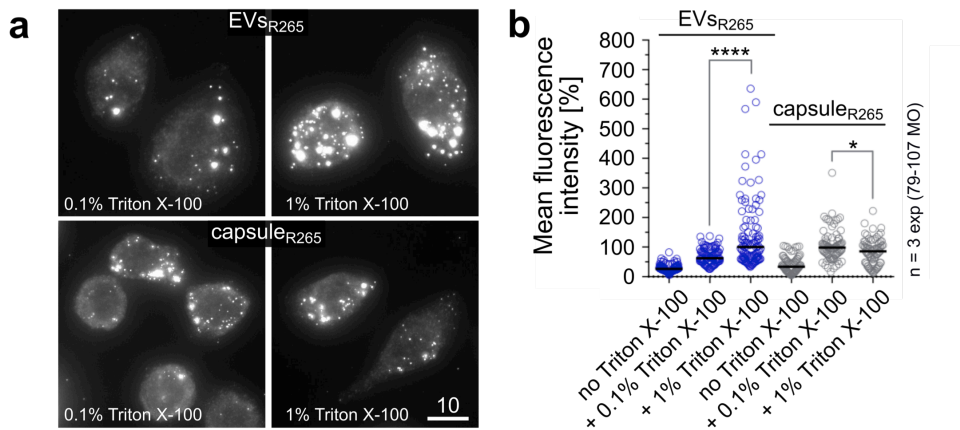 a
EVsR265
0.1% Triton X-100
1% Triton X-100
capsuleR265
0.1% Triton X-100
1% Triton X-100
10
b
EVsR265
Mean fluorescence
intensity [%]
800
700
600
500
400
300
200
100
0
****
capsuleR265
*
no Triton X-100
+ 0.1% Triton X-100
+ 1% Triton X-100
no Triton X-100
+ 0.1% Triton X-100
+ 1% Triton X-100
n = 3 exp (79-107 MO)